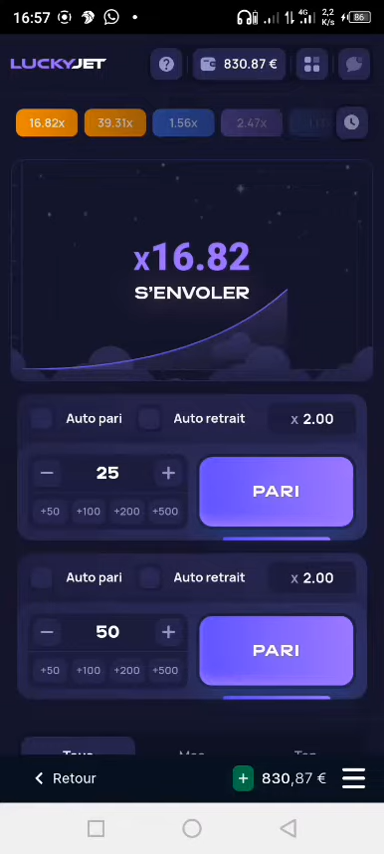 16:57
4G
2,2
K/s
86
LUCKYJET
?
830.87 €
16.82x
39.31x
1.56x
2.47x
x16.82
S'ENVOLER
Auto pari
Auto retrait
x 2.00
− 25 +
PARI
+50 +100 +200 +500
Auto pari
Auto retrait
x 2.00
− 50 +
PARI
+50 +100 +200 +500
Retour
+ 830,87 €